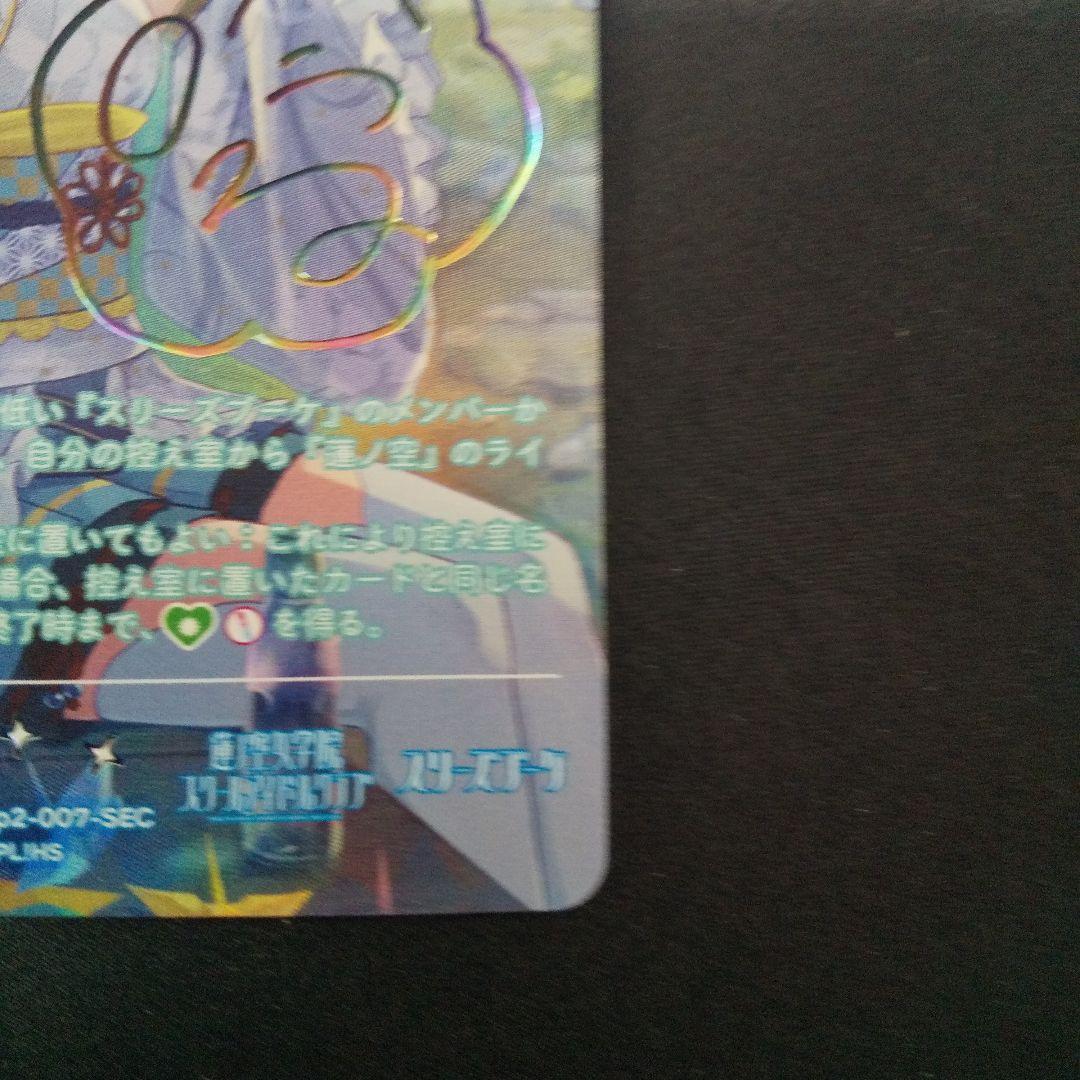 低い『スリーズブーケ』のメンバーか
、自分の控え室から『蓮ノ空』のライ
に置いてもよい:これにより控え室に
場合、控え室に置いたカードと同じ名
終了時まで、を得る。
蓮ノ空女学院
スクールアイドルクラブ
スリーズブーケ
p2-007-SEC
PL!HS